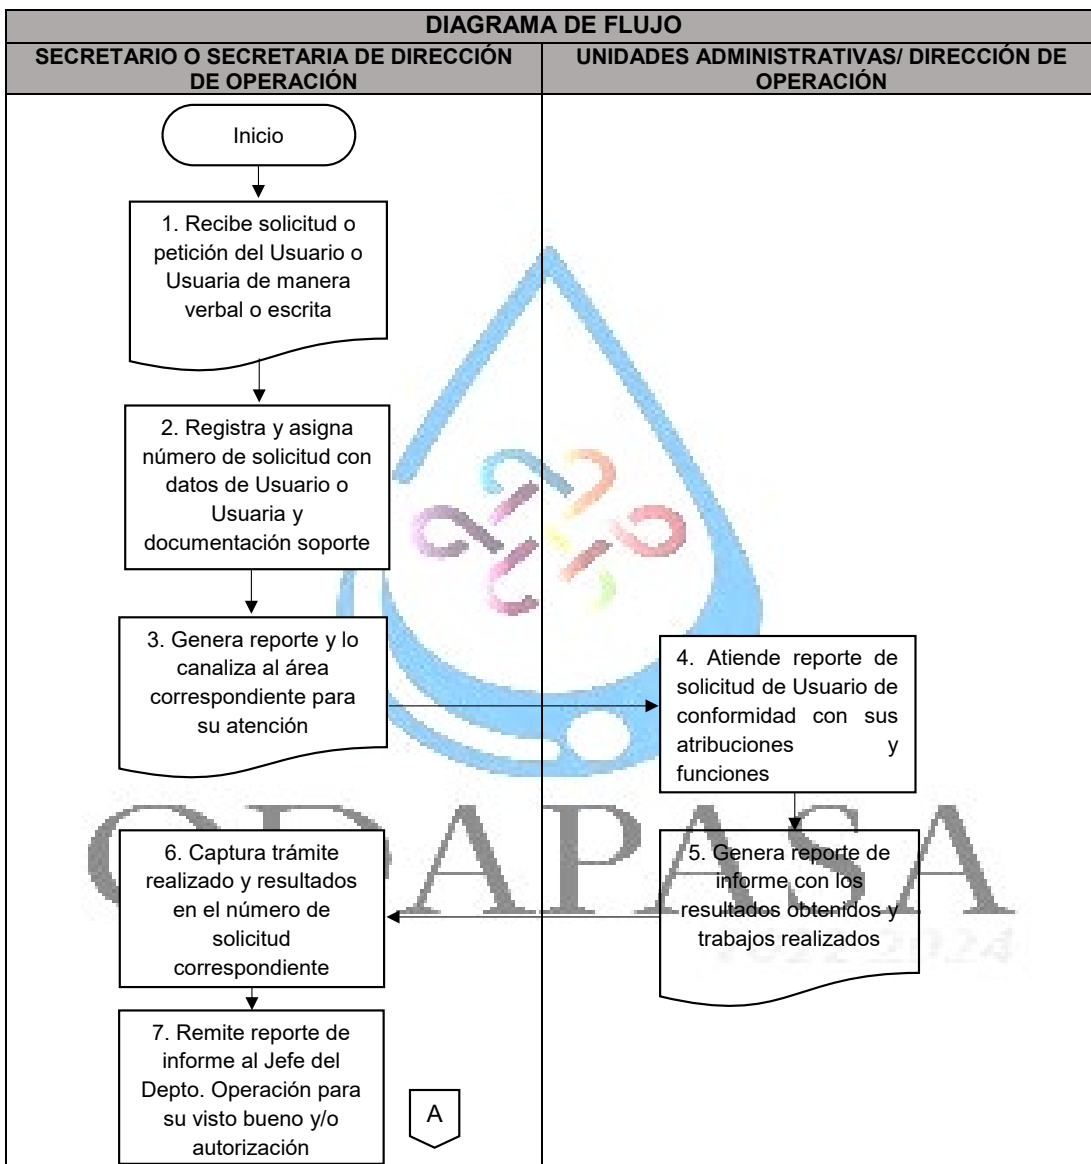 DIAGRAMA DE FLUJO
SECRETARIO O SECRETARIA DE DIRECCIÓN
DE OPERACIÓN
UNIDADES ADMINISTRATIVAS/ DIRECCIÓN DE
OPERACIÓN
Inicio
1. Recibe solicitud o
petición del Usuario o
Usuaria de manera
verbal o escrita
2. Registra y asigna
número de solicitud con
datos de Usuario o
Usuaria y
documentación soporte
3. Genera reporte y lo
canaliza al área
correspondiente para
su atención
4. Atiende reporte de
solicitud de Usuario de
conformidad con sus
atribuciones y
funciones
5. Genera reporte de
informe con los
resultados obtenidos y
trabajos realizados
6. Captura trámite
realizado y resultados
en el número de
solicitud
correspondiente
7. Remite reporte de
informe al Jefe del
Depto. Operación para
su visto bueno y/o
autorización
A
ODAPASA
2022-2024